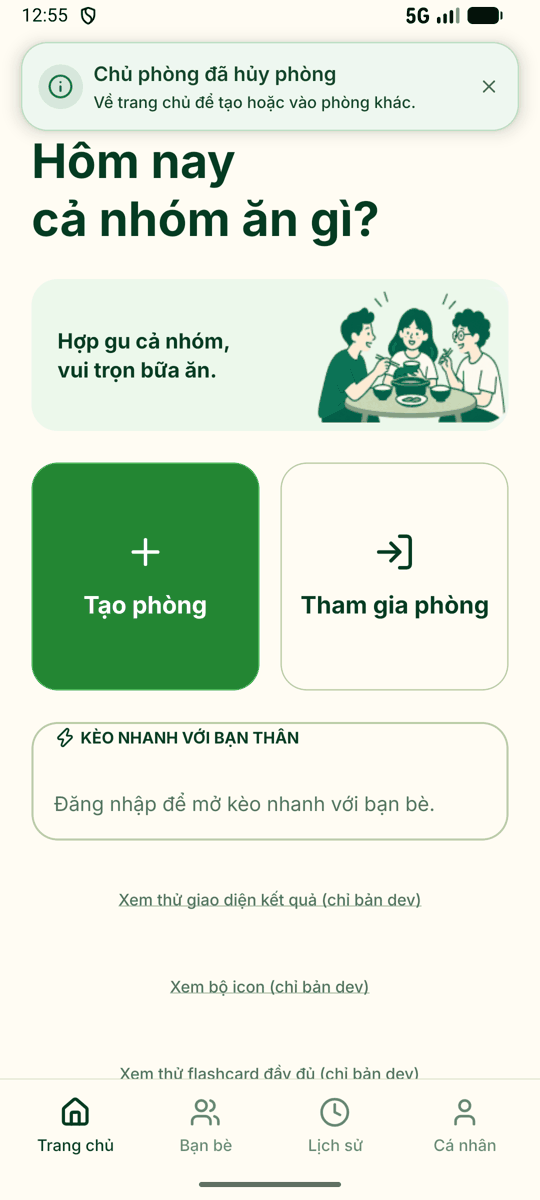 12:55
5G
Chủ phòng đã hủy phòng
Về trang chủ để tạo hoặc vào phòng khác.
Hôm nay
cả nhóm ăn gì?
Hợp gu cả nhóm,
vui trọn bữa ăn.
Tạo phòng
Tham gia phòng
KÈO NHANH VỚI BẠN THÂN
Đăng nhập để mở kèo nhanh với bạn bè.
Xem thử giao diện kết quả (chỉ bản dev)
Xem bộ icon (chỉ bản dev)
Xem thử flashcard đầy đủ (chỉ bản dev)
Trang chủ
Bạn bè
Lịch sử
Cá nhân